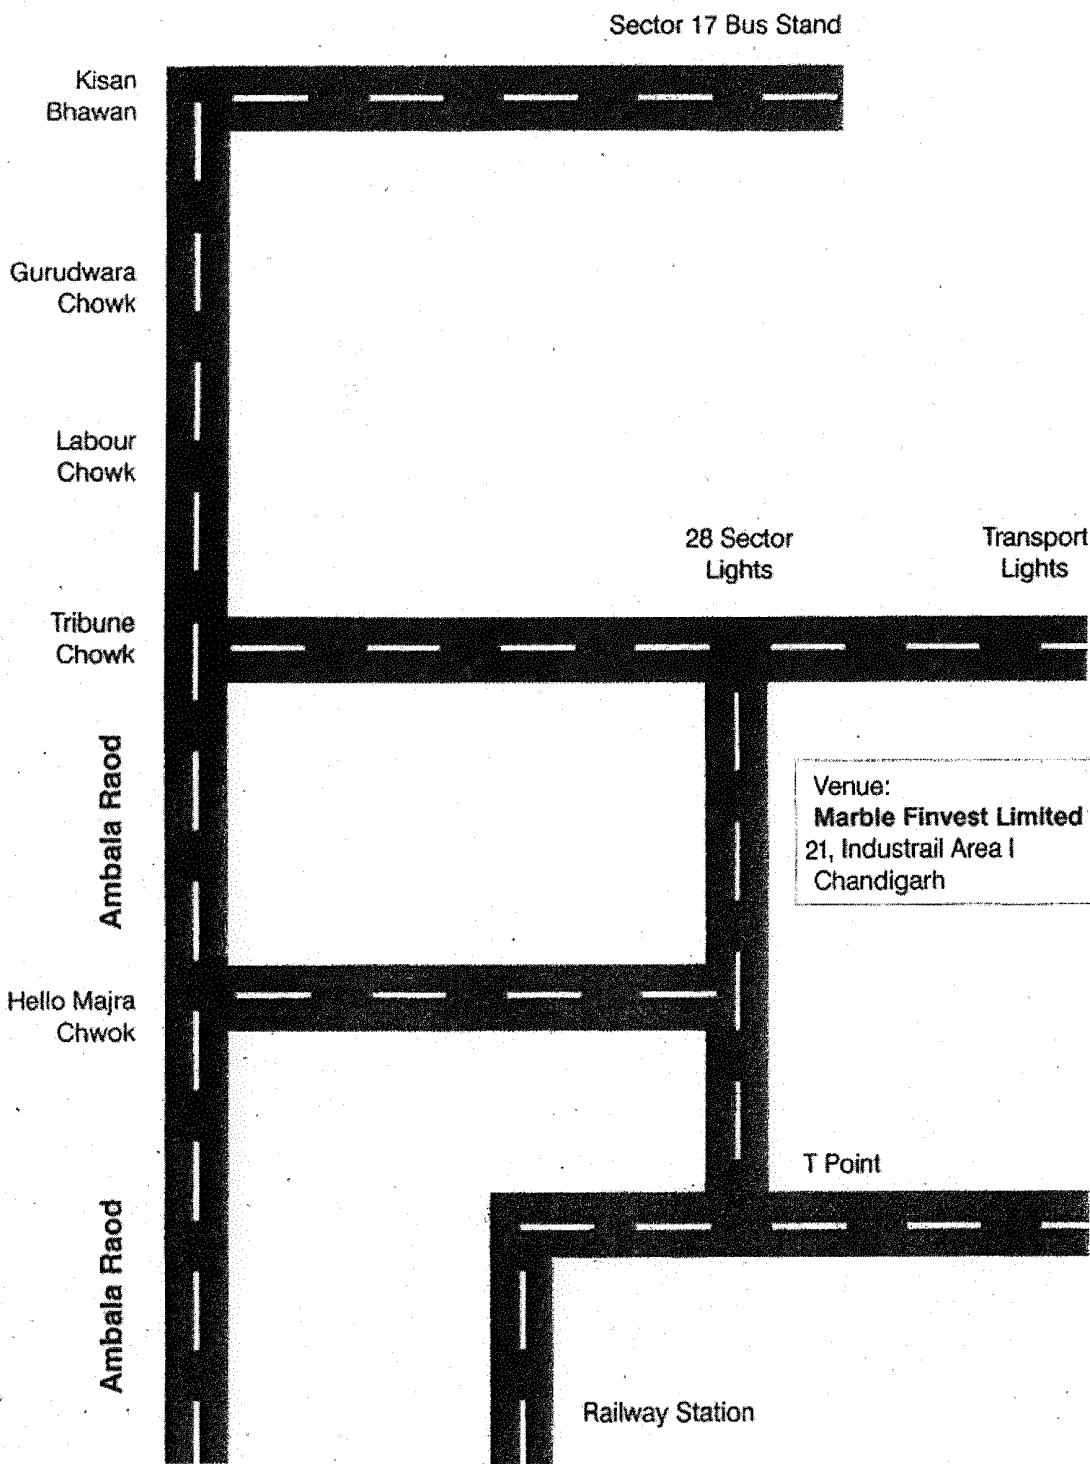 Sector 17 Bus Stand
Kisan
Bhawan
Gurudwara
Chowk
Labour
Chowk
28 Sector
Lights
Transport
Lights
Tribune
Chowk
Ambala Raod
Venue:
Marble Finvest Limited
21, Industrail Area I
Chandigarh
Hello Majra
Chwok
T Point
Ambala Raod
Railway Station